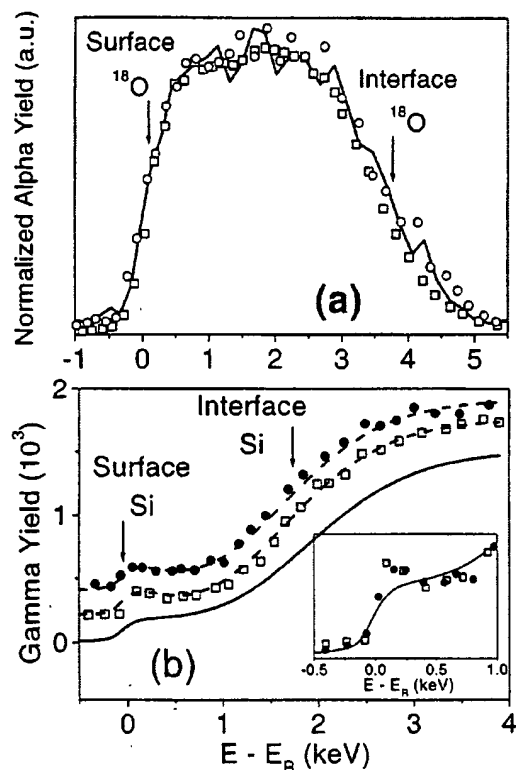 Normalized Alpha Yield (a.u.)
Surface
18O
Interface
18O
(a)
-1 0 1 2 3 4 5
Gamma Yield (10³)
2
1
0
Interface
Si
Surface
Si
(b)
-0.5 0.0 0.5 1.0
E - E_R (keV)
0 1 2 3 4
E - E_R (keV)